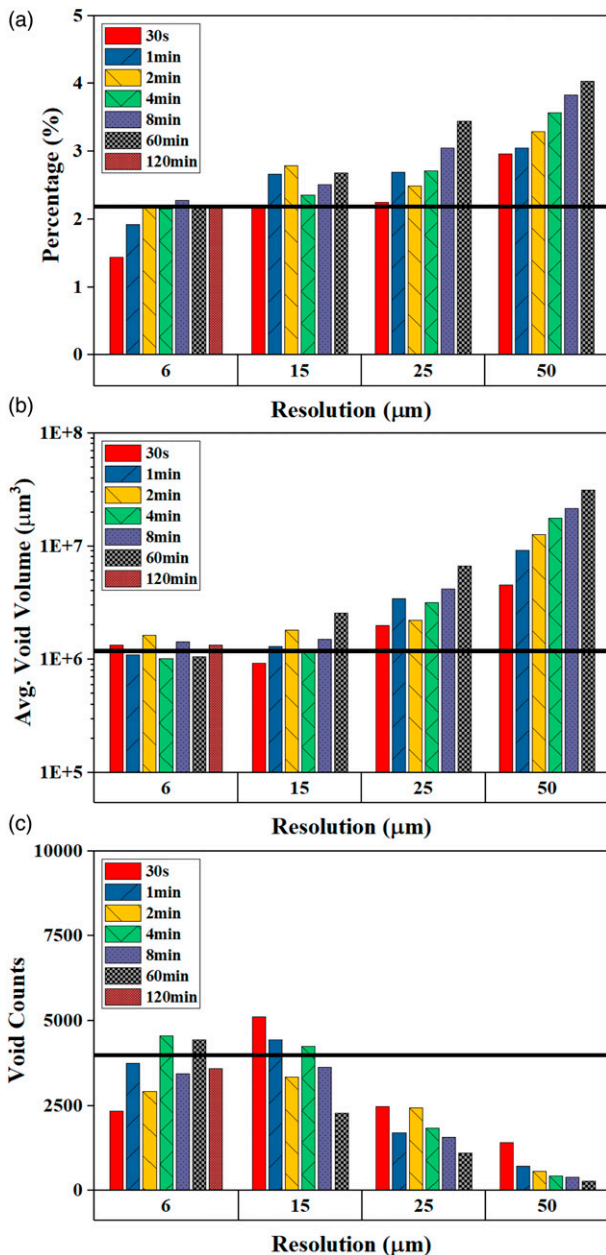 (a)
30s
1min
2min
4min
8min
60min
120min
Percentage (%)
5
4
3
2
1
0
6 15 25 50
Resolution (μm)
(b)
30s
1min
2min
4min
8min
60min
120min
Avg. Void Volume (μm³)
1E+8
1E+7
1E+6
1E+5
6 15 25 50
Resolution (μm)
(c)
30s
1min
2min
4min
8min
60min
120min
Void Counts
10000
7500
5000
2500
0
6 15 25 50
Resolution (μm)